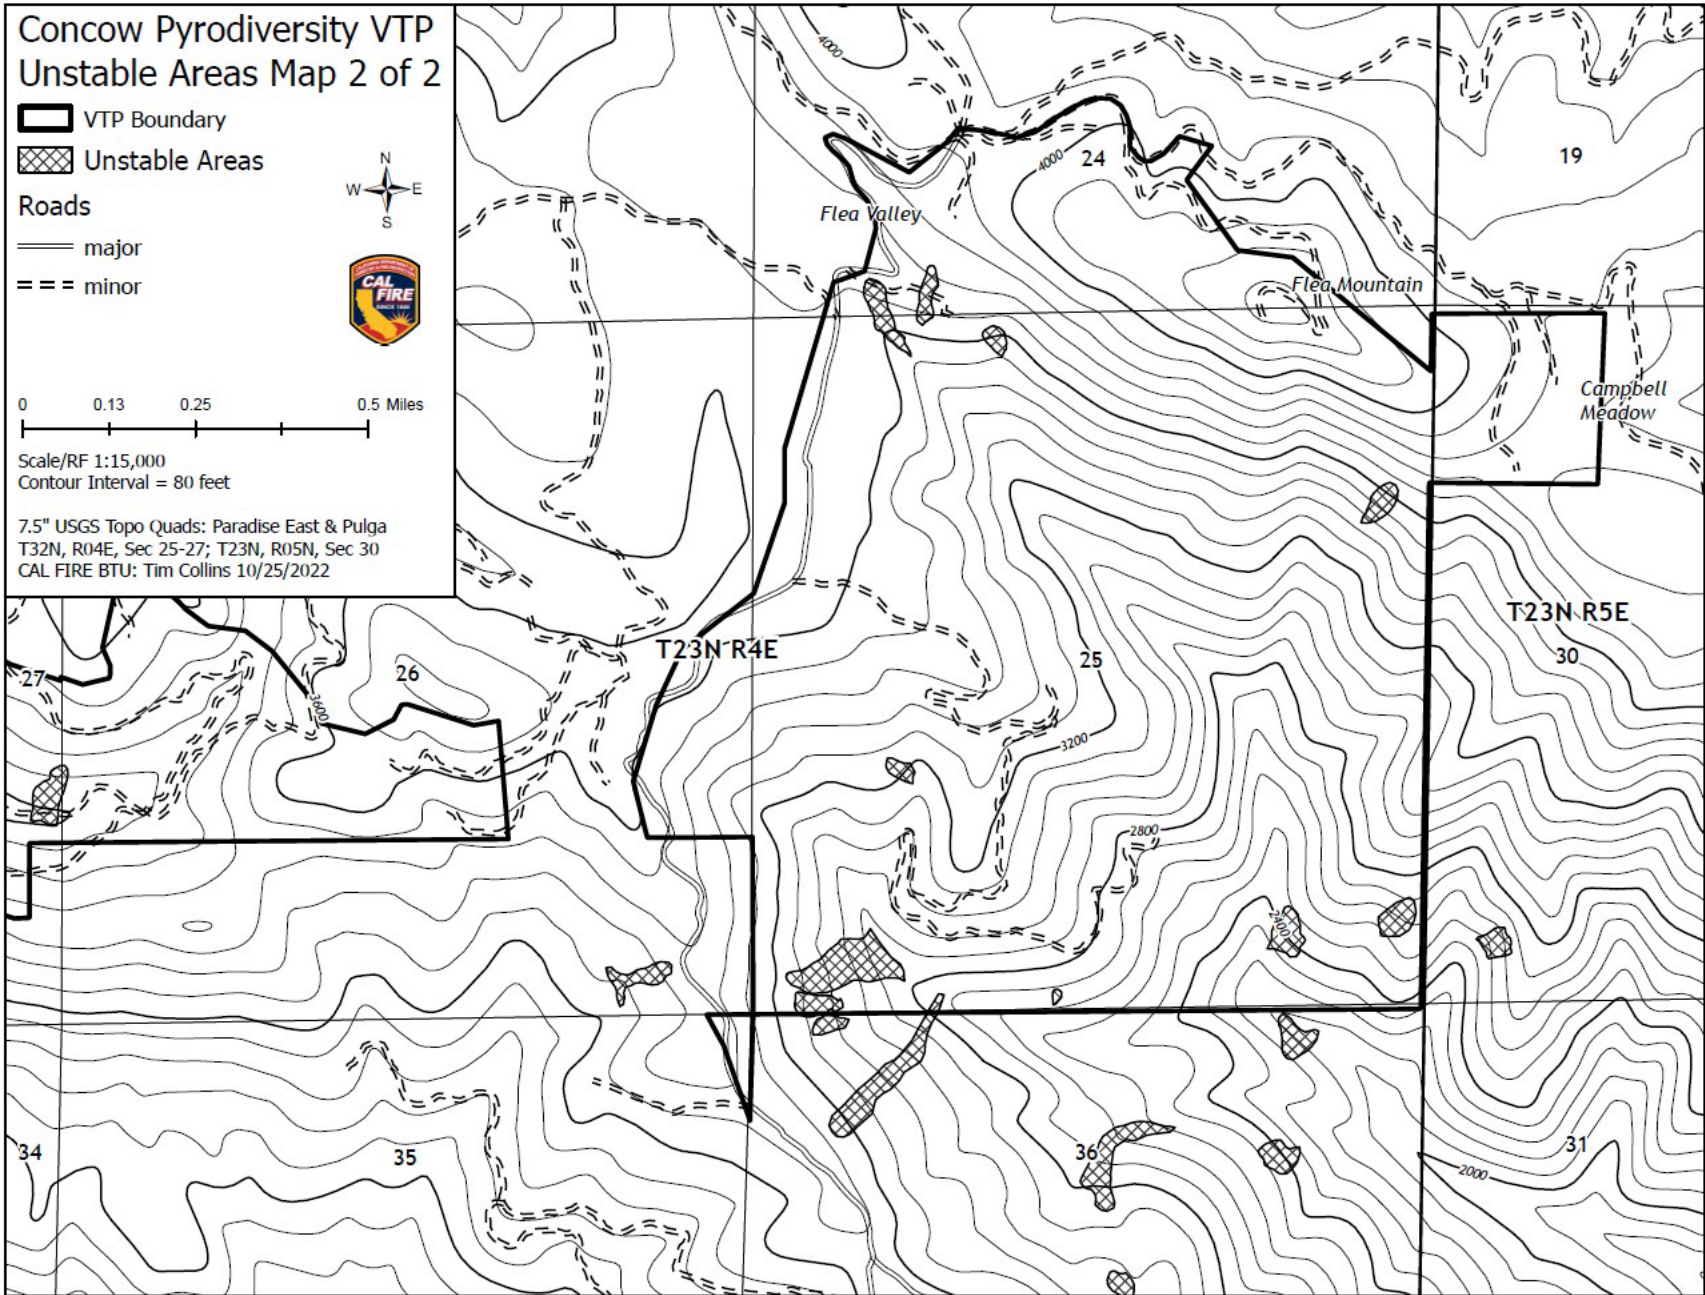 Concow Pyrodiversity VTP
Unstable Areas Map 2 of 2
VTP Boundary
Unstable Areas
Roads
major
minor
N
W E
S
CAL
FIRE
SINCE 1885
0 0.13 0.25 0.5 Miles
Scale/RF 1:15,000
Contour Interval = 80 feet
7.5" USGS Topo Quads: Paradise East & Pulga
T32N, R04E, Sec 25-27; T23N, R05N, Sec 30
CAL FIRE BTU: Tim Collins 10/25/2022
4000
4000
24
19
Flea Valley
Flea Mountain
Campbell
Meadow
T23N R5E
30
T23N R4E
25
27
26
3600
3200
2800
2400
34
35
36
31
2000